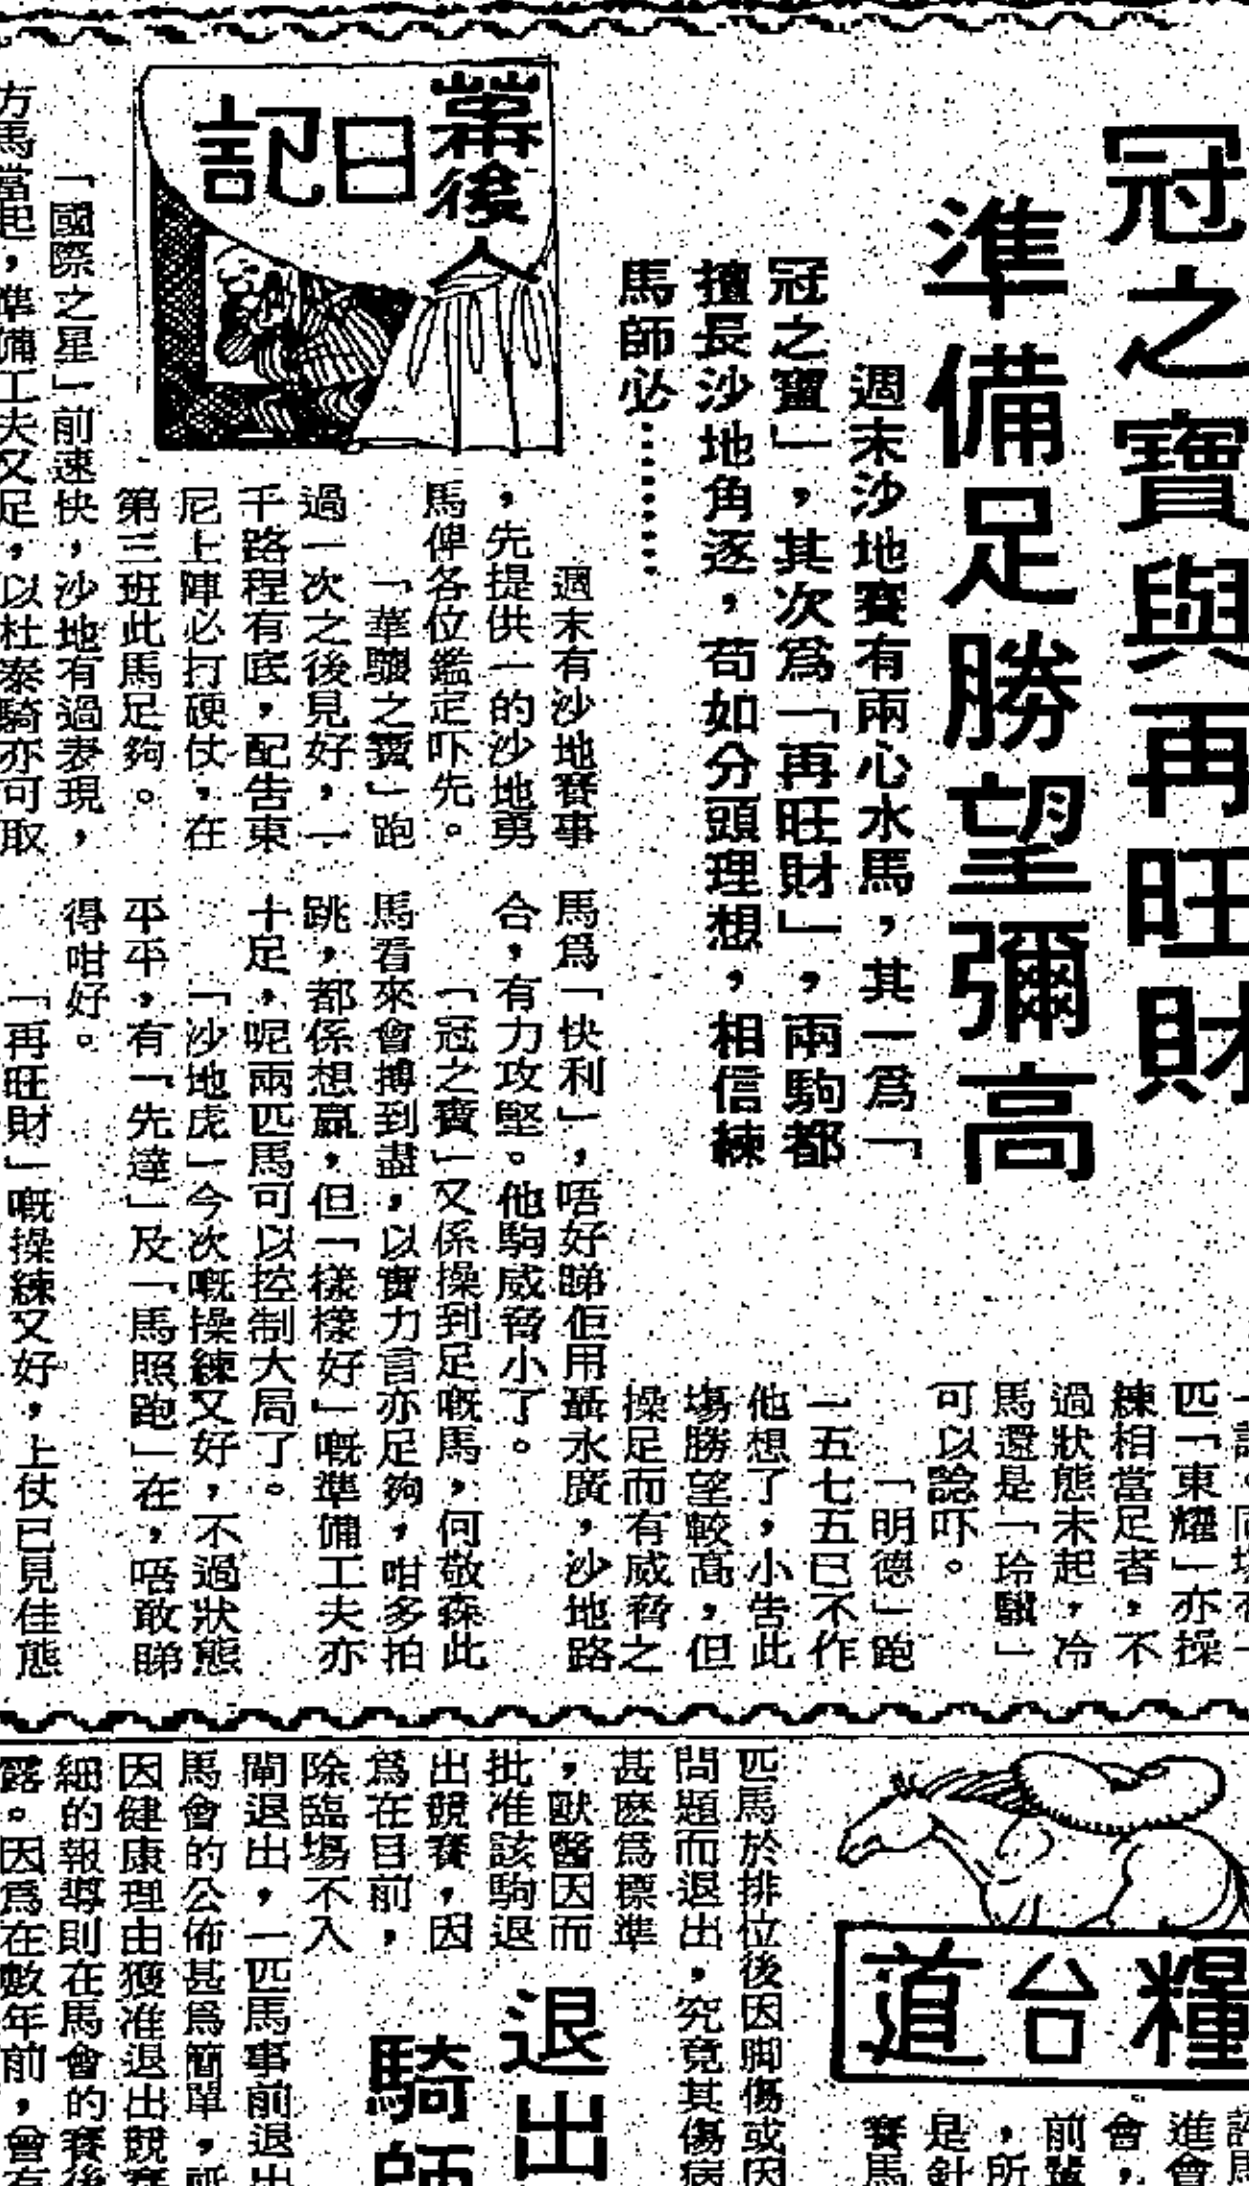 冠之寶與再旺財
準備足勝望彌高
週末沙地賽有兩心水馬，其一爲「
冠之寶」，其次爲「再旺財」，兩駒都
擅長沙地角逐，苟如分頭理想，相信練
馬師必………
幕後人
日記
週末有沙地賽事
，先提供一的沙地勇
馬俾各位鑑定吓先。
「華驥之寶」跑
過一次之後見好，一
千路程有底，配告東
尼上陣必打硬仗，在
第三班此馬足夠。
「國際之星」前速快，沙地有過表現，
方馬當起，準備工夫又足，以杜泰騎亦可取
馬爲「快利」，唔好睇佢用聶永廣，沙地路
合，有力攻堅。他駒威脅小了。
「冠之寶」又係操到足嘅馬，何敬森此
馬看來會搏到盡，以實力言亦足夠，咁多拍
跳，都係想贏，但「樣樣好」嘅準備工夫亦
十足，呢兩匹馬可以控制大局了。
「沙地虎」今次嘅操練又好，不過狀態
平平，有「先達」及「馬照跑」在，唔敢睇
得咁好。
「再旺財」嘅操練又好，上仗已見佳態
匹「東耀」亦操
練相當足者，不
過狀態未起，冷
馬還是「玲驥」
可以諗吓。
「明德」跑
一五七五已不作
他想了，小告此
場勝望較高，但
操足而有威脅之
糧台道
匹馬於排位後因脚傷或因
問題而退出，究竟其傷病
甚麽爲標準
，獸醫因而
批准該駒退
出競賽，因
爲在目前，
除臨場不入
閘退出，一匹馬事前退出
馬會的公佈甚爲簡單，祇
因健康理由獲准退出競賽
細的報導則在馬會的賽後
露。因爲在數年前，曾有
退出
騎師
進會
會，
前單
，所
是針
賽馬